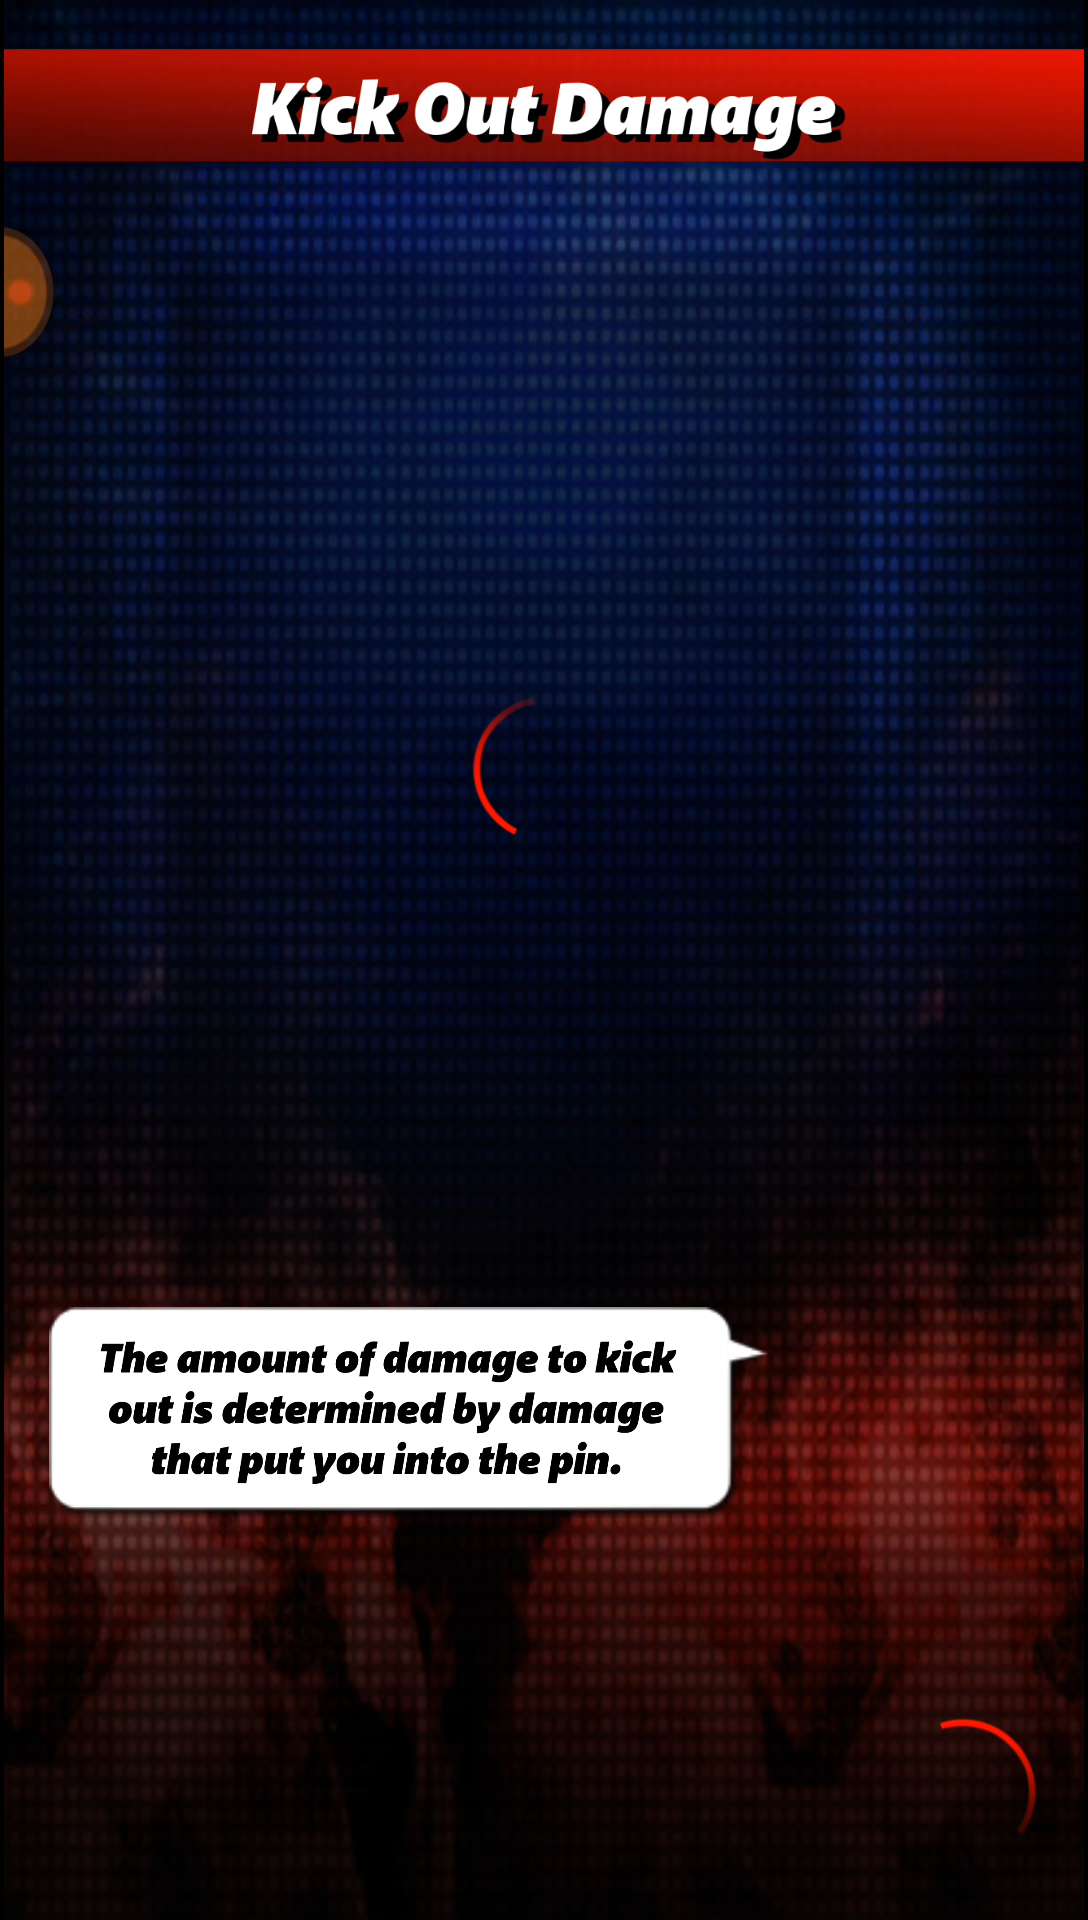 Kick Out Damage
The amount of damage to kick
out is determined by damage
that put you into the pin.